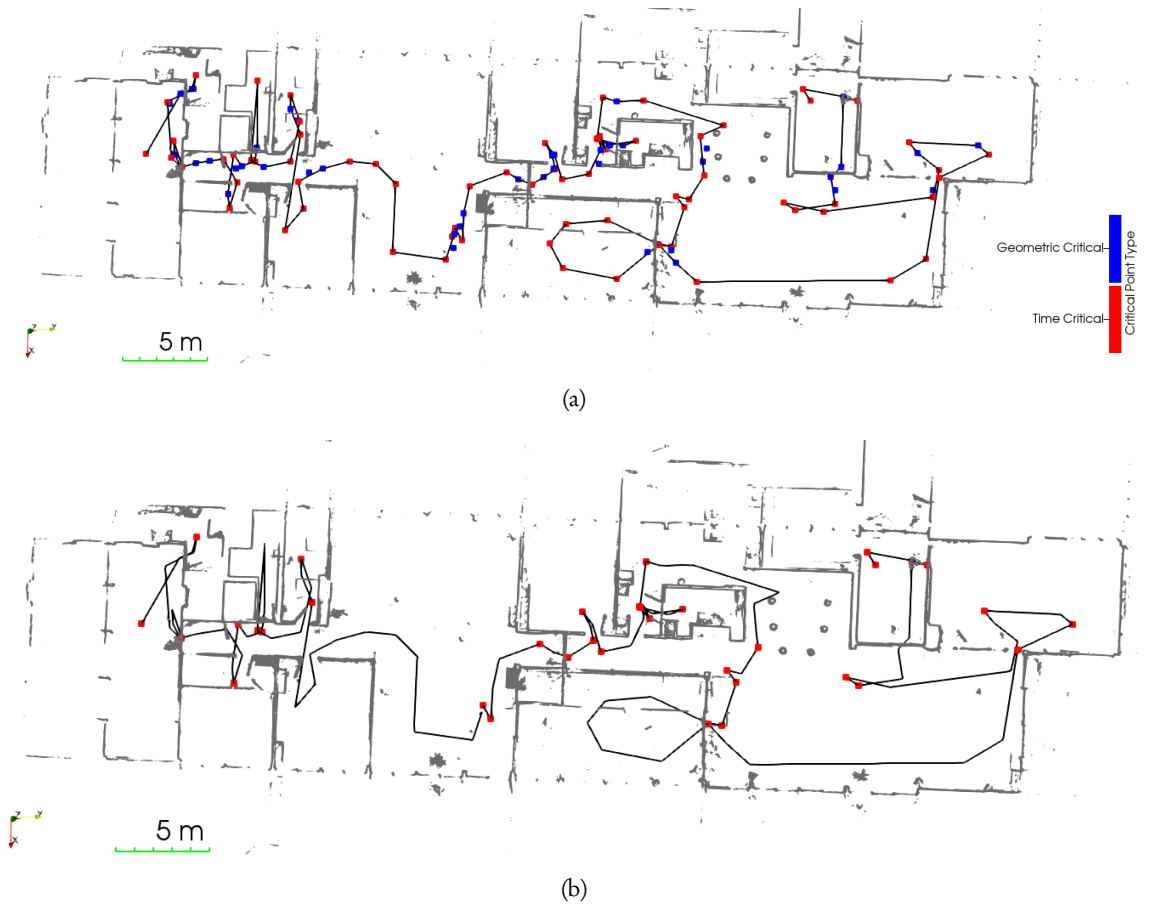 Geometric Critical
Time Critical
Critical Point Type
Z
Y
X
5 m
(a)
Z
Y
X
5 m
(b)